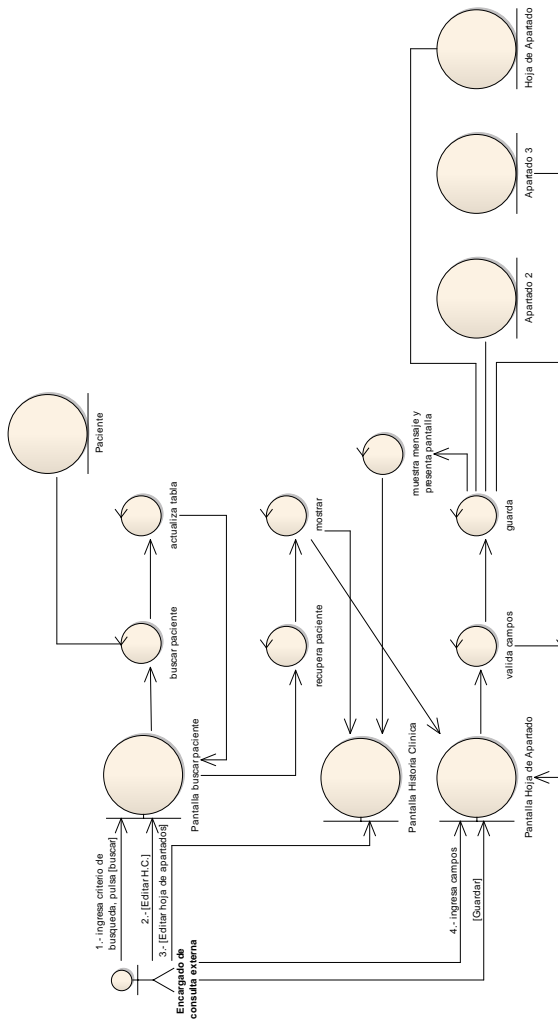 Encargado de
consulta externa
1.- ingresa criterio de
busqueda, pulsa [buscar]
2.- [Editar H.C.]
3.- [Editar hoja de apartados]
4.- ingresa campos
[Guardar]
Pantalla buscar paciente
buscar paciente
actualiza tabla
Paciente
recupera paciente
mostrar
Pantalla Historia Clinica
muestra mensaje y
presenta pantalla
Pantalla Hoja de Apartado
valida campos
guarda
Apartado 2
Apartado 3
Hoja de Apartado